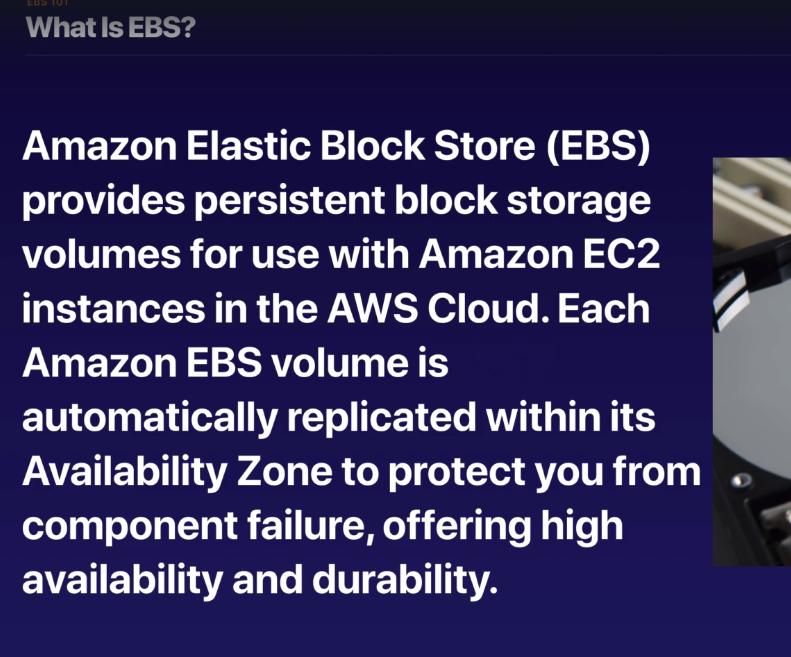 EBS 101
What Is EBS?
Amazon Elastic Block Store (EBS)
provides persistent block storage
volumes for use with Amazon EC2
instances in the AWS Cloud. Each
Amazon EBS volume is
automatically replicated within its
Availability Zone to protect you from
component failure, offering high
availability and durability.